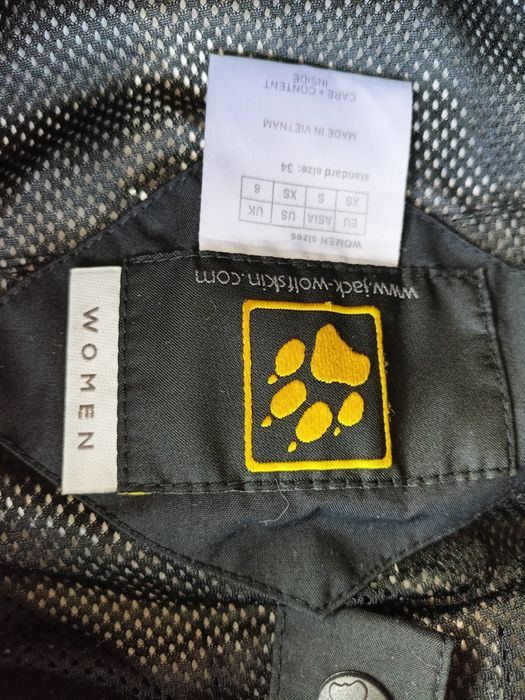 WOMEN sizes
EU ASIA US UK
XS S XS 8
standard size: 34
MADE IN VIETNAM
CARE + CONTENT
INSIDE
www.jack-wolfskin.com
WOMEN